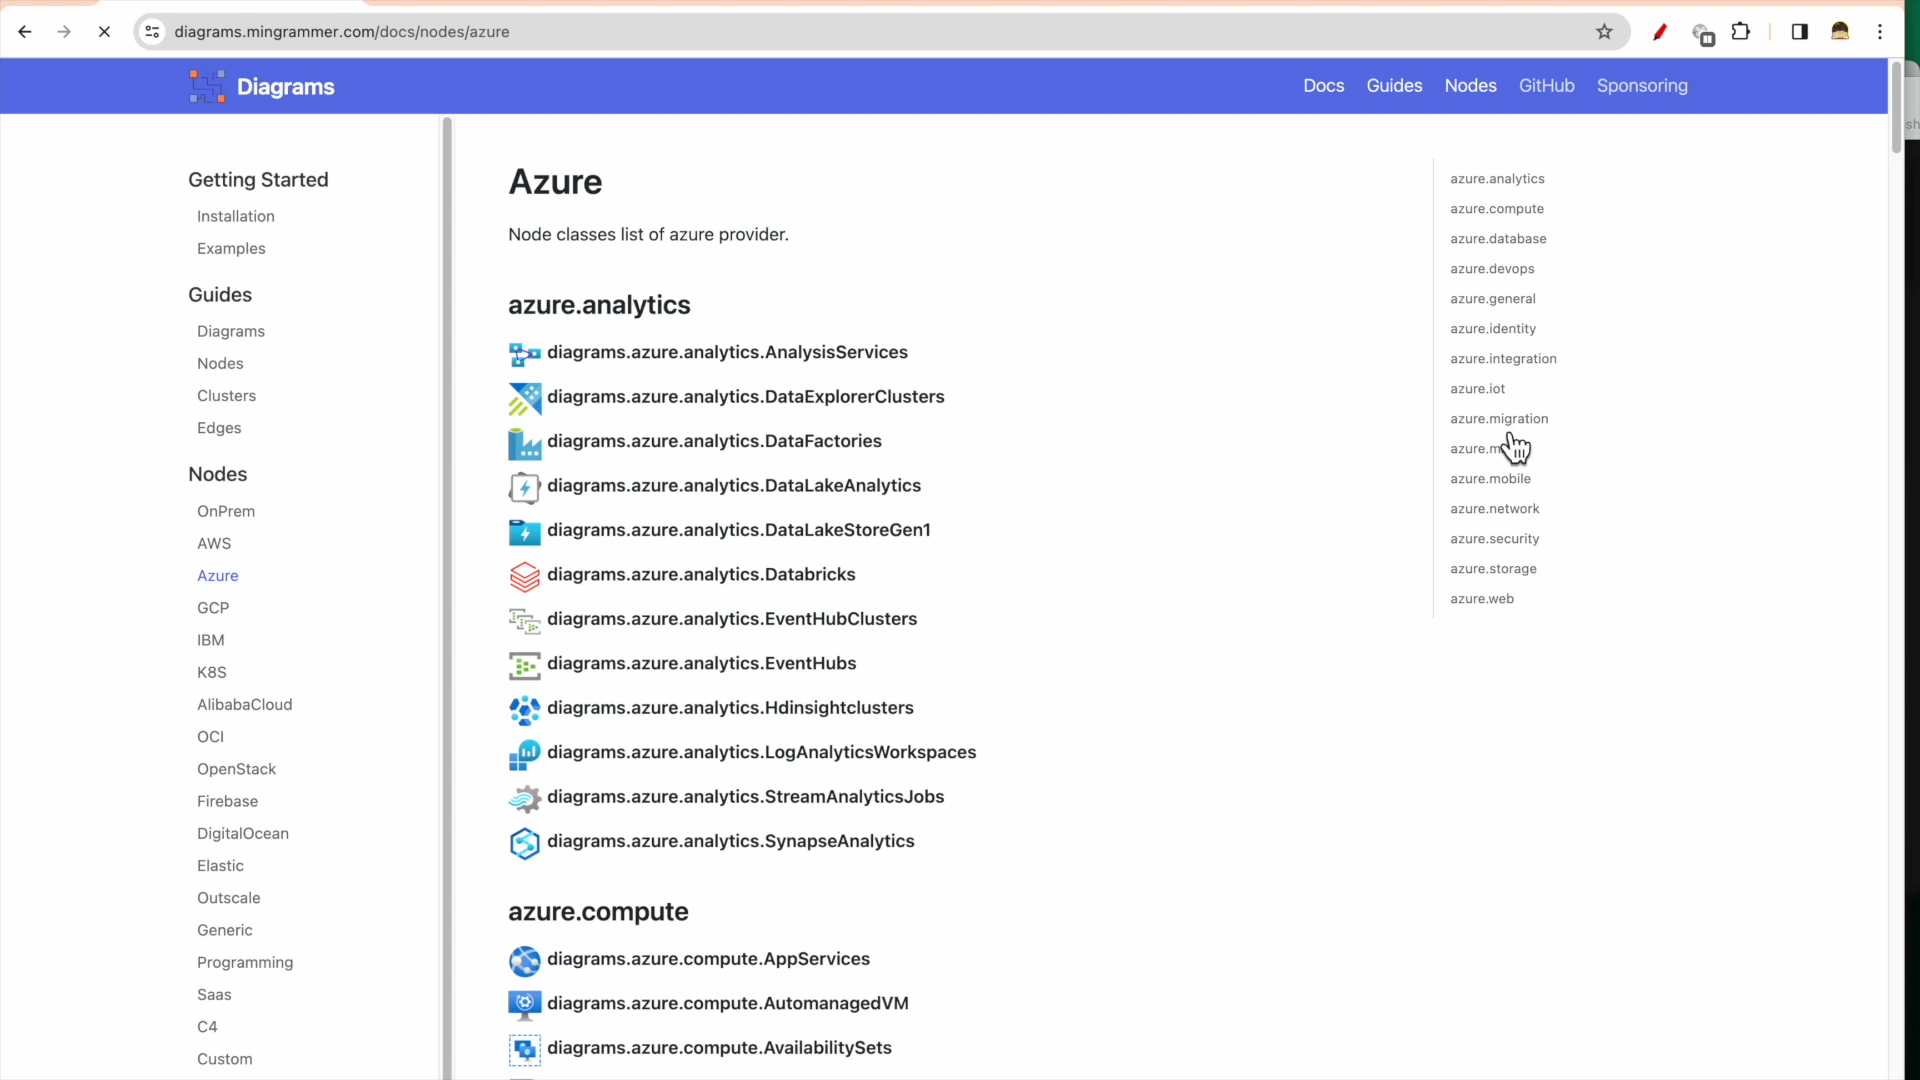 diagrams.mingrammer.com/docs/nodes/azure
Diagrams
Docs Guides Nodes GitHub Sponsoring
Getting Started
Installation
Examples
Guides
Diagrams
Nodes
Clusters
Edges
Nodes
OnPrem
AWS
Azure
GCP
IBM
K8S
AlibabaCloud
OCI
OpenStack
Firebase
DigitalOcean
Elastic
Outscale
Generic
Programming
Saas
C4
Custom
Azure
Node classes list of azure provider.
azure.analytics
diagrams.azure.analytics.AnalysisServices
diagrams.azure.analytics.DataExplorerClusters
diagrams.azure.analytics.DataFactories
diagrams.azure.analytics.DataLakeAnalytics
diagrams.azure.analytics.DataLakeStoreGen1
diagrams.azure.analytics.Databricks
diagrams.azure.analytics.EventHubClusters
diagrams.azure.analytics.EventHubs
diagrams.azure.analytics.Hdinsightclusters
diagrams.azure.analytics.LogAnalyticsWorkspaces
diagrams.azure.analytics.StreamAnalyticsJobs
diagrams.azure.analytics.SynapseAnalytics
azure.compute
diagrams.azure.compute.AppServices
diagrams.azure.compute.AutomanagedVM
diagrams.azure.compute.AvailabilitySets
azure.analytics
azure.compute
azure.database
azure.devops
azure.general
azure.identity
azure.integration
azure.iot
azure.migration
azure.mobile
azure.network
azure.security
azure.storage
azure.web
sh